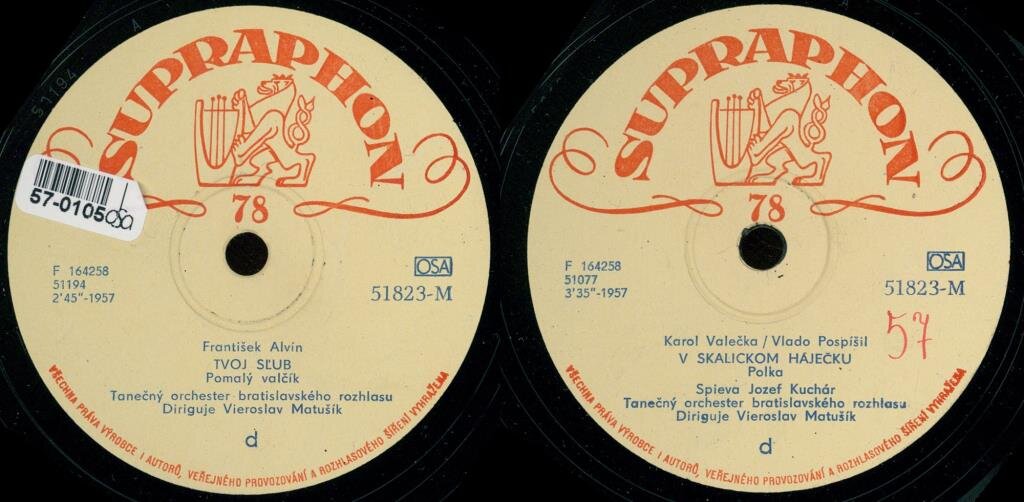 51194
A
SUPRAPHON
78
57-0105
OSA
F 164258
51194
2'45"-1957
OSA
51823-M
František Alvín
TVOJ SĽUB
Pomalý valčík
Tanečný orchester bratislavského rozhlasu
Diriguje Vieroslav Matušík
d
VŠECHNA PRÁVA VÝROBCE I AUTORŮ, VEŘEJNÉHO PROVOZOVÁNÍ A ROZHLASOVÉHO ŠÍŘENÍ VYHRAŽENA
A
SUPRAPHON
78
F 164258
51077
3'35"-1957
OSA
51823-M
57
Karol Valečka/Vlado Pospíšil
V SKALICKOM HÁJEČKU
Polka
Spieva Jozef Kuchár
Tanečný orchester bratislavského rozhlasu
Diriguje Vieroslav Matušík
d
VŠECHNA PRÁVA VÝROBCE I AUTORŮ, VEŘEJNÉHO PROVOZOVÁNÍ A ROZHLASOVÉHO ŠÍŘENÍ VYHRAŽENA